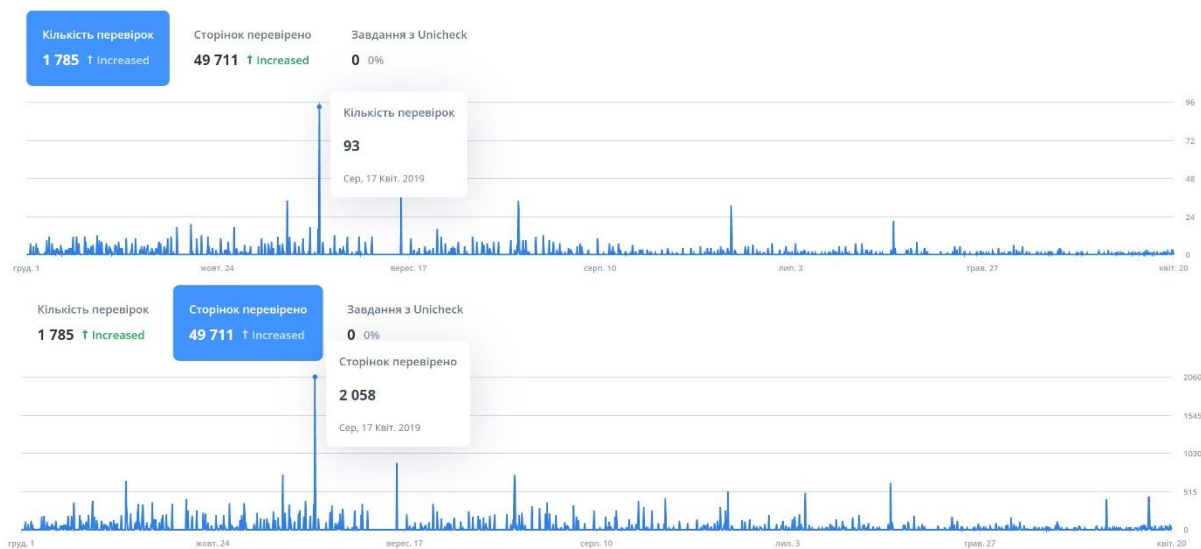 Кількість перевірок Сторінок перевірено Завдання з Unicheck
1 785 ↑ Increased 49 711 ↑ Increased 0 0%
96
Кількість перевірок
72
93
48
Сер, 17 Квіт. 2019
24
0
груд. 1 жовт. 24 верес. 17 серп. 10 лип. 3 трав. 27 квіт. 20
Кількість перевірок Сторінок перевірено Завдання з Unicheck
1 785 ↑ Increased 49 711 ↑ Increased 0 0%
Сторінок перевірено
2060
2 058
1545
Сер, 17 Квіт. 2019
1030
515
0
груд. 1 жовт. 24 верес. 17 серп. 10 лип. 3 трав. 27 квіт. 20